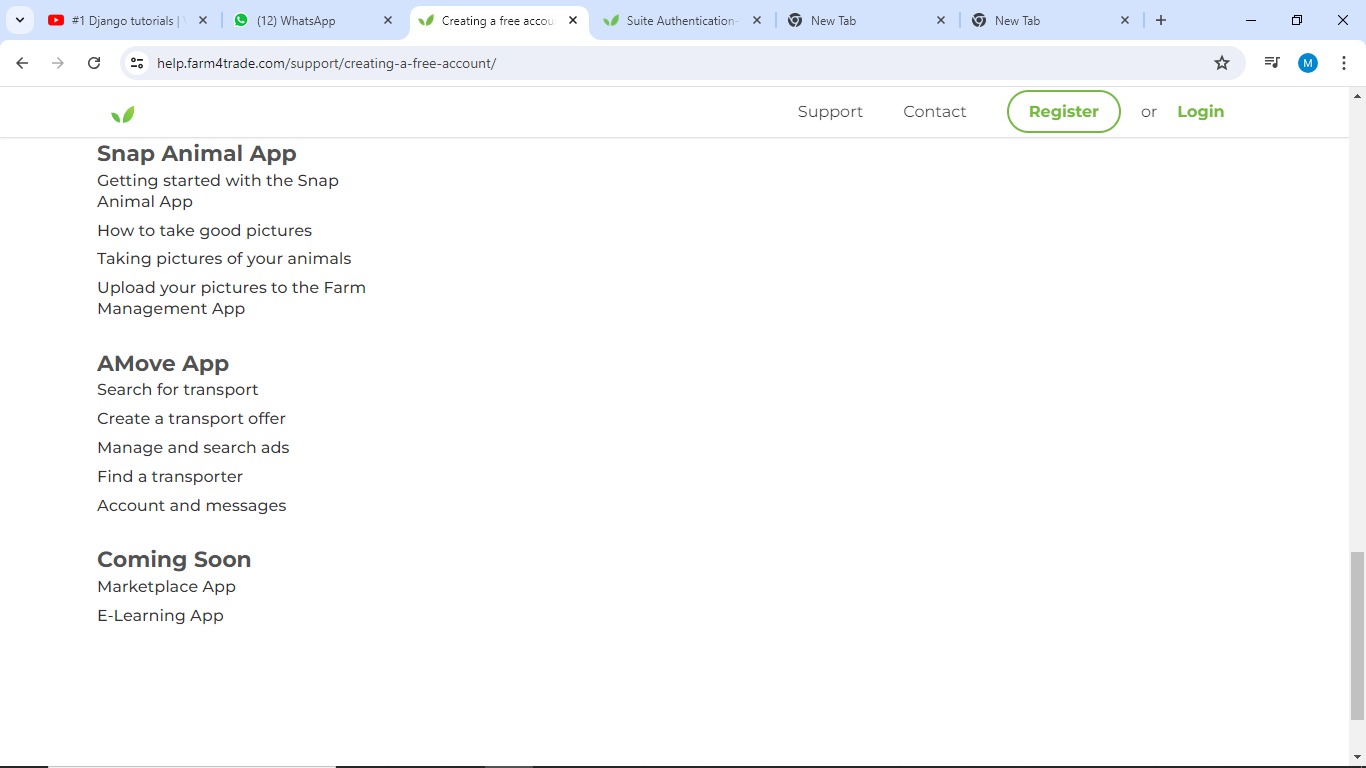 #1 Django tutorials |
(12) WhatsApp
Creating a free accou
Suite Authentication
New Tab
New Tab
help.farm4trade.com/support/creating-a-free-account/
M
Support
Contact
Register
or
Login
Snap Animal App
Getting started with the Snap
Animal App
How to take good pictures
Taking pictures of your animals
Upload your pictures to the Farm
Management App
AMove App
Search for transport
Create a transport offer
Manage and search ads
Find a transporter
Account and messages
Coming Soon
Marketplace App
E-Learning App